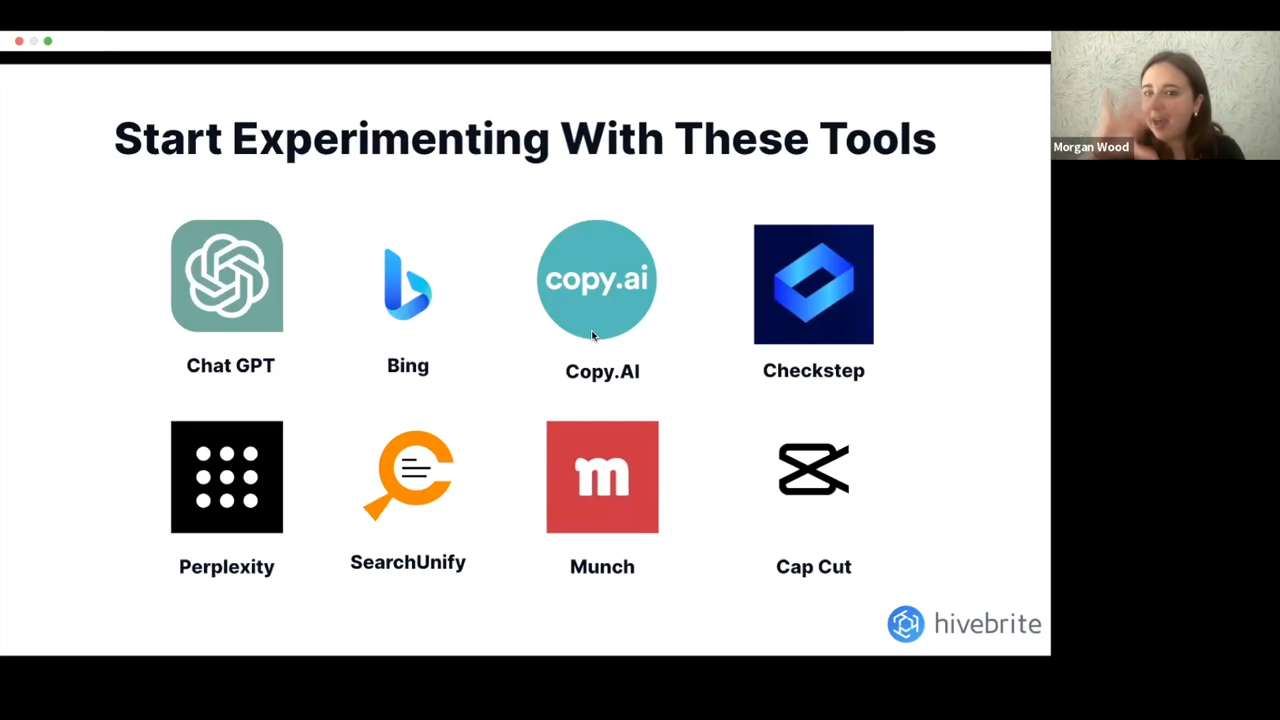 Start Experimenting With These Tools
Morgan Wood
copy.ai
Chat GPT
Bing
Copy.AI
Checkstep
m
Perplexity
SearchUnify
Munch
Cap Cut
hivebrite